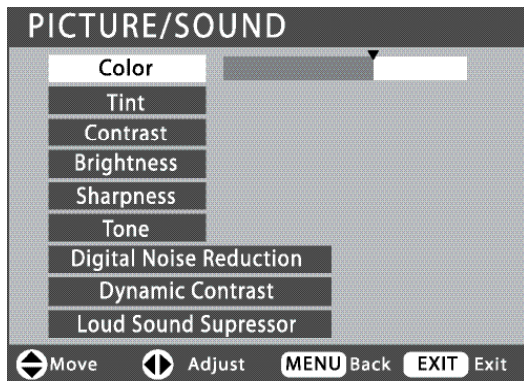 PICTURE/SOUND
Color
Tint
Contrast
Brightness
Sharpness
Tone
Digital Noise Reduction
Dynamic Contrast
Loud Sound Supressor
Move Adjust MENU Back EXIT Exit